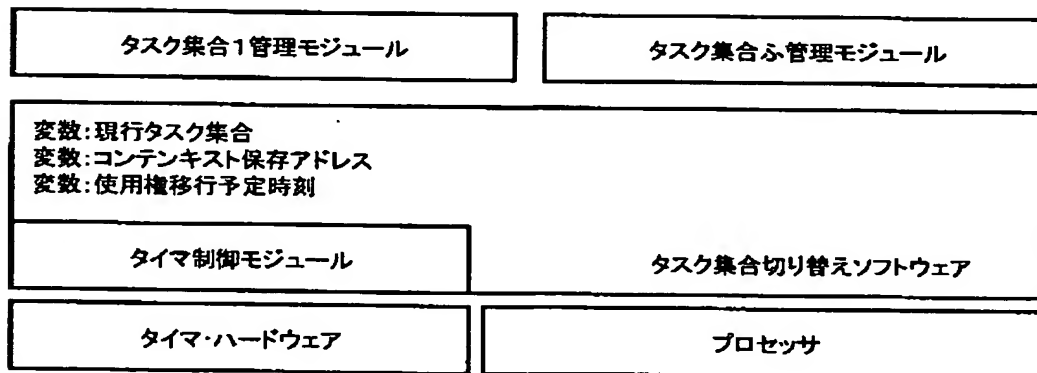 タスク集合1管理モジュール
タスク集合ふ管理モジュール
変数:現行タスク集合
変数:コンテンキスト保存アドレス
変数:使用権移行予定時刻
タイマ制御モジュール
タスク集合切り替えソフトウェア
タイマ・ハードウェア
プロセッサ